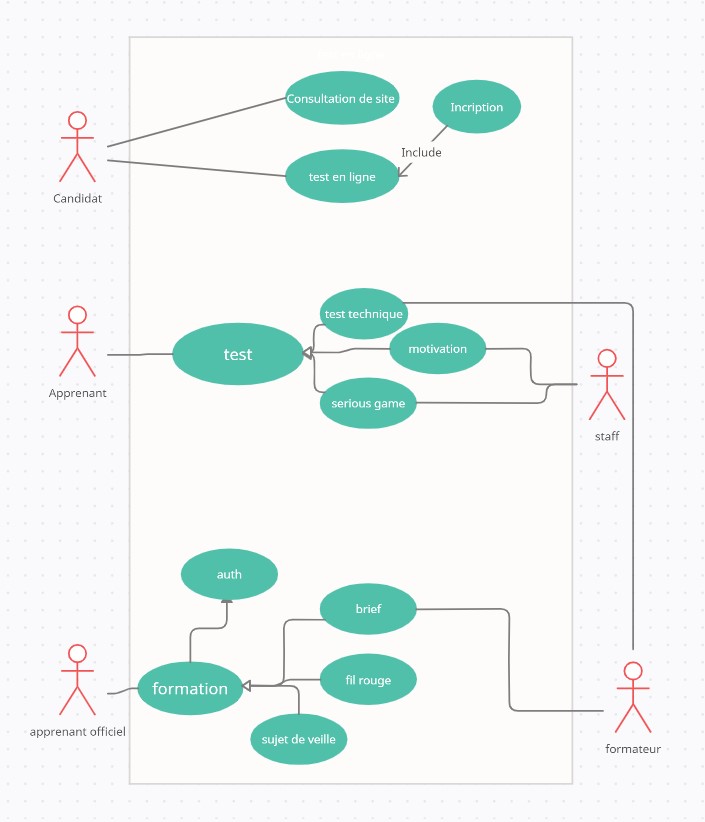 Consultation de site
Incription
Include
test en ligne
Candidat
test technique
test
motivation
serious game
Apprenant
staff
auth
brief
formation
fil rouge
sujet de veille
apprenant officiel
formateur